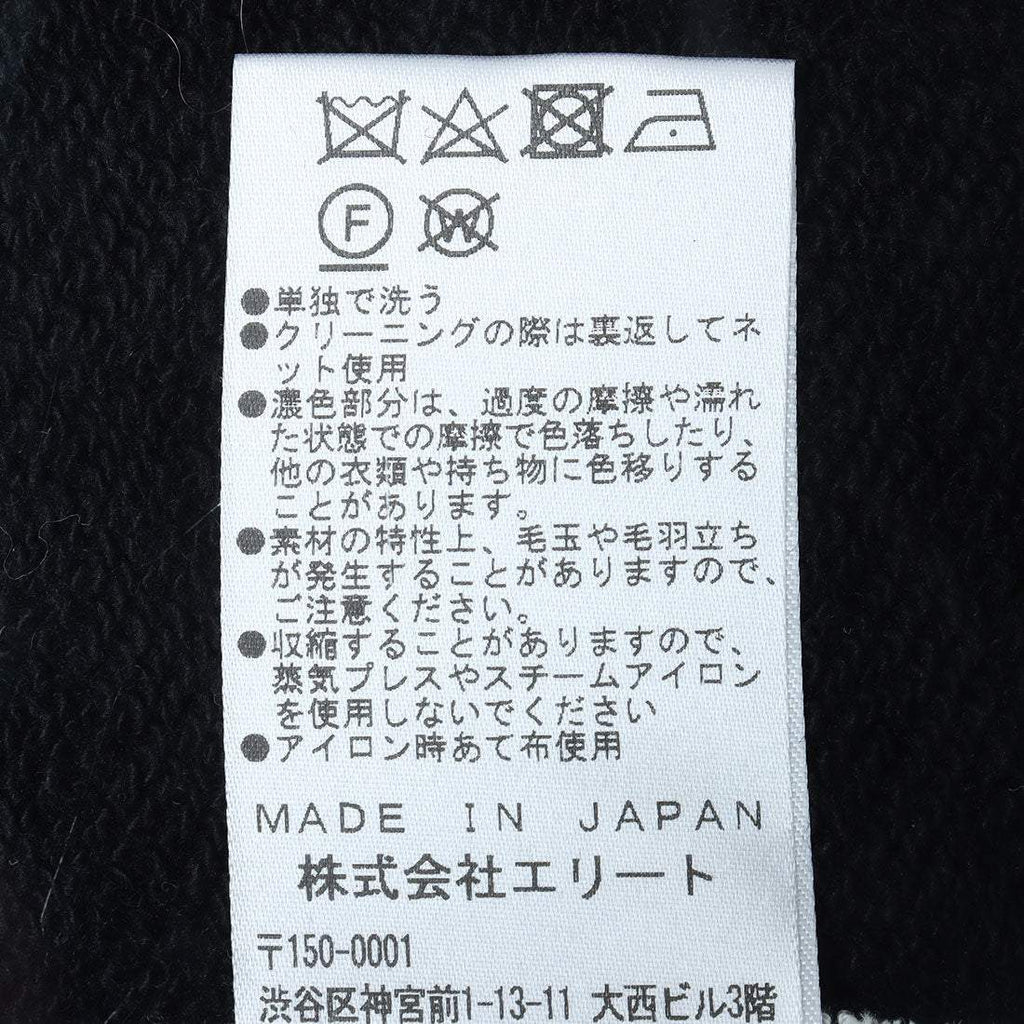 F W
●単独で洗う
●クリーニングの際は裏返してネ
ット使用
●濃色部分は、過度の摩擦や濡れ
た状態での摩擦で色落ちしたり、
他の衣類や持ち物に色移りする
ことがあります。
●素材の特性上、毛玉や毛羽立ち
が発生することがありますので、
ご注意ください。
●収縮することがありますので、
蒸気プレスやスチームアイロン
を使用しないでください
●アイロン時あて布使用
MADE IN JAPAN
株式会社エリート
〒150-0001
渋谷区神宮前1-13-11 大西ビル3階